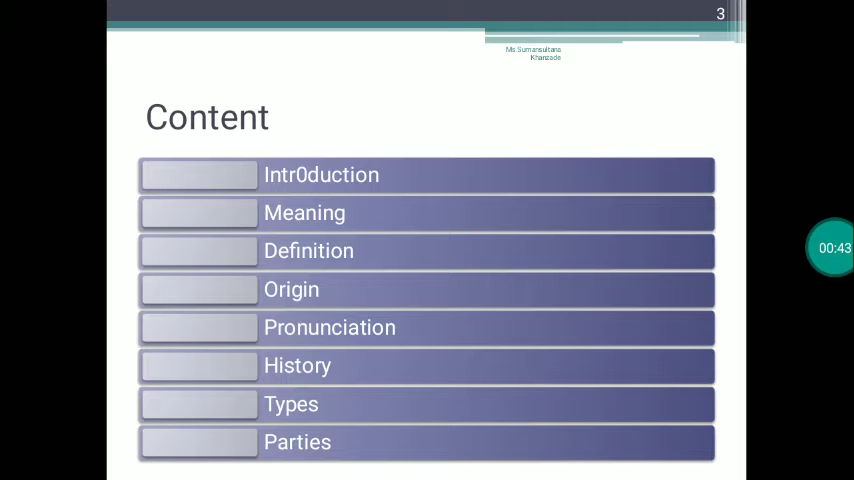 3
Ms.Sumansultana
Khanzade
Content
Intr0duction
Meaning
Definition
Origin
Pronunciation
History
Types
Parties
00:43